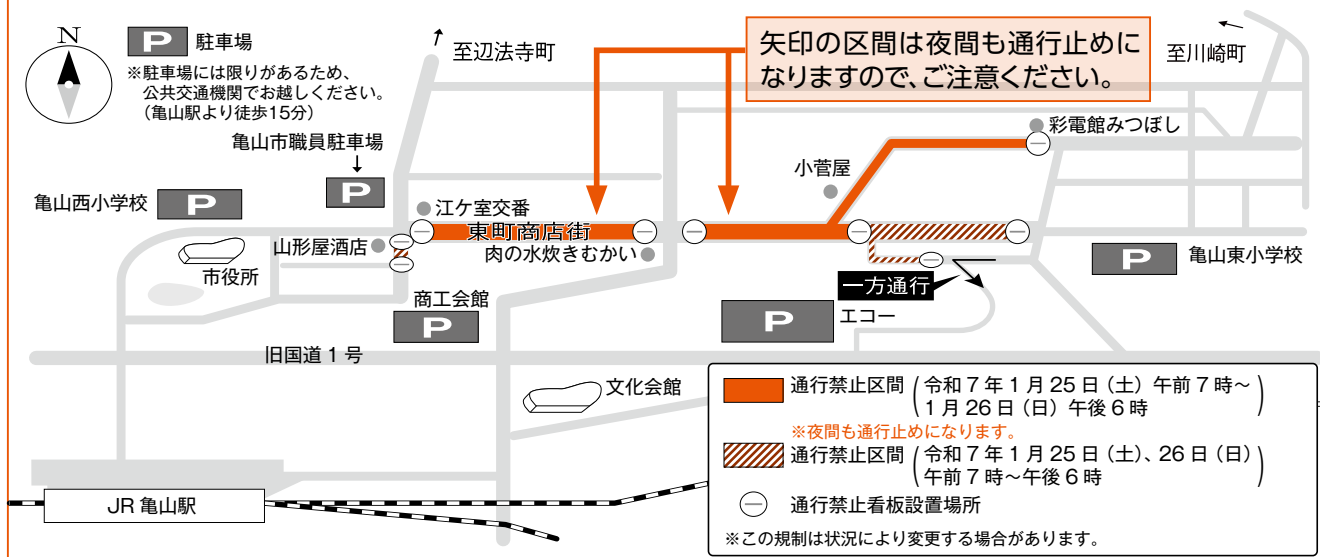 N
P 駐車場
※駐車場には限りがあるため、
公共交通機関でお越しください。
（亀山駅より徒歩15分）
至辺法寺町
矢印の区間は夜間も通行止めに
なりますので、ご注意ください。
至川崎町
亀山市職員駐車場
P
亀山西小学校
P
江ケ室交番
東町商店街
山形屋酒店
肉の水炊きむかい
市役所
小菅屋
彩電館みつぼし
商工会館
P
P
エコー
一方通行
P
亀山東小学校
旧国道1号
文化会館
JR亀山駅
通行禁止区間（令和7年1月25日（土）午前7時～
1月26日（日）午後6時）
※夜間も通行止めになります。
通行禁止区間（令和7年1月25日（土）、26日（日）
午前7時～午後6時）
通行禁止看板設置場所
※この規制は状況により変更する場合があります。